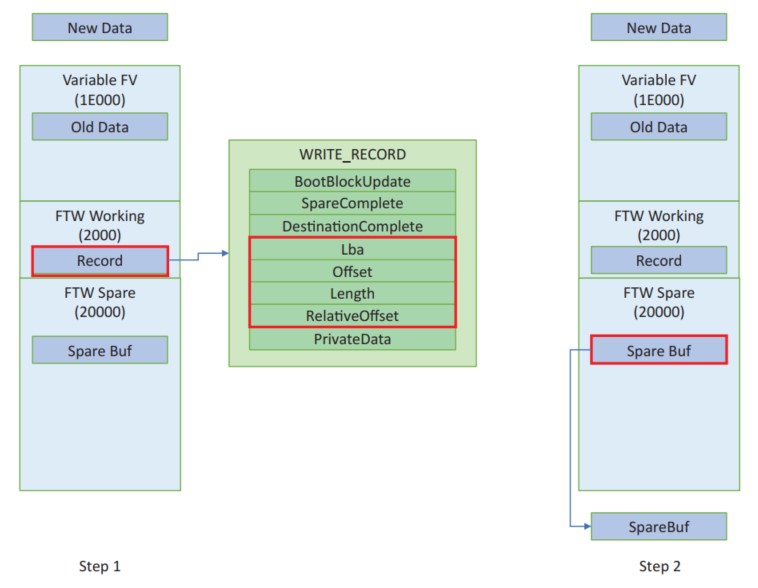 New Data
Variable FV
(1E000)
Old Data
FTW Working
(2000)
Record
FTW Spare
(20000)
Spare Buf
WRITE_RECORD
BootBlockUpdate
SpareComplete
DestinationComplete
Lba
Offset
Length
RelativeOffset
PrivateData
Step 1
New Data
Variable FV
(1E000)
Old Data
FTW Working
(2000)
Record
FTW Spare
(20000)
Spare Buf
SpareBuf
Step 2